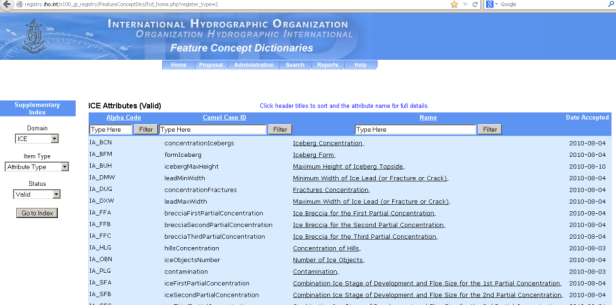 registry.iho.int/s100_gi_registry/FeatureConceptDict/fcd_home.php?register_type=2
Google
INTERNATIONAL HYDROGRAPHIC ORGANIZATION
ORGANIZATION HYDROGRAPHIC INTERNATIONAL
Feature Concept Dictionaries
Home Proposal Administration Search Reports Help
Supplementary Index
Domain
ICE
Item Type
Attribute Type
Status
Valid
Go to Index
ICE Attributes (Valid) Click header titles to sort and the attribute name for full details.
Alpha Code Camel Case ID Name Date Accepted
Type Here Filter Type Here Filter Type Here Filter
IA_BCN concentrationIcebergs Iceberg Concentration, 2010-08-04
IA_BFM formIceberg Iceberg Form, 2010-08-04
IA_BUH icebergMaxHeight Maximum Height of Iceberg Topside, 2010-08-10
IA_DMW leadMinWidth Minimum Width of Ice Lead (or Fracture or Crack), 2010-08-04
IA_DUG concentrationFractures Fractures Concentration, 2010-08-04
IA_DXW leadMaxWidth Maximum Width of Ice Lead (or Fracture or Crack), 2010-08-04
IA_FFA brecciaFirstPartialConcentration Ice Breccia for the First Partial Concentration, 2010-08-04
IA_FFB brecciaSecondPartialConcentration Ice Breccia for the Second Partial Concentration, 2010-08-04
IA_FFC brecciaThirdPartialConcentration Ice Breccia for the Third Partial Concentration, 2010-08-04
IA_HLG hillsConcentration Concentration of Hills, 2010-08-03
IA_OBN iceObjectsNumber Number of Ice Objects, 2010-08-04
IA_PLG contamination Contamination, 2010-08-03
IA_SFA iceFirstPartialConcentration Combination Ice Stage of Development and Floe Size for the 1st Partial Concentration, 2010-08-04
IA_SFB iceSecondPartialConcentration Combination Ice Stage of Development and Floe Size for the 2nd Partial Concentration, 2010-08-04